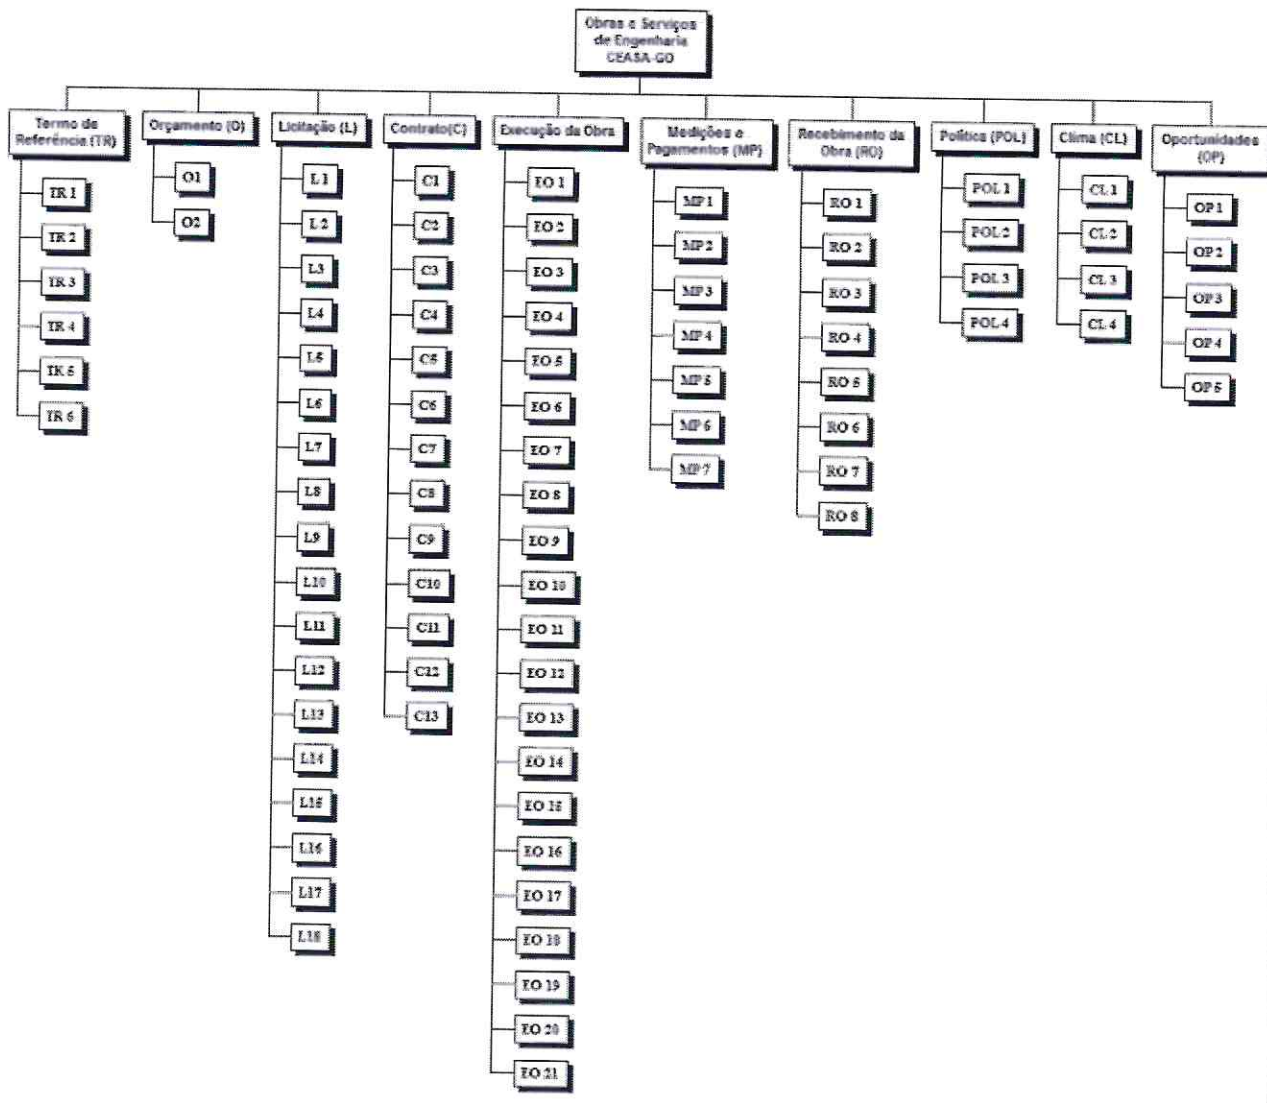 Obras e Serviços
de Engenharia
CEASA-GO
Termo de
Referência (TR)
TR 1
TR 2
TR 3
TR 4
TR 5
TR 6
Orçamento (O)
O1
O2
Licitação (L)
L1
L2
L3
L4
L5
L6
L7
L8
L9
L10
L11
L12
L13
L14
L15
L16
L17
L18
Contrato(C)
C1
C2
C3
C4
C5
C6
C7
C8
C9
C10
C11
C12
C13
Execução da Obra
EO 1
EO 2
EO 3
EO 4
EO 5
EO 6
EO 7
EO 8
EO 9
EO 10
EO 11
EO 12
EO 13
EO 14
EO 15
EO 16
EO 17
EO 18
EO 19
EO 20
EO 21
Medições e
Pagamentos (MP)
MP 1
MP 2
MP 3
MP 4
MP 5
MP 6
MP 7
Recebimento da
Obra (RO)
RO 1
RO 2
RO 3
RO 4
RO 5
RO 6
RO 7
RO 8
Política (POL)
POL 1
POL 2
POL 3
POL 4
Clima (CL)
CL 1
CL 2
CL 3
CL 4
Oportunidades
(OP)
OP 1
OP 2
OP 3
OP 4
OP 5